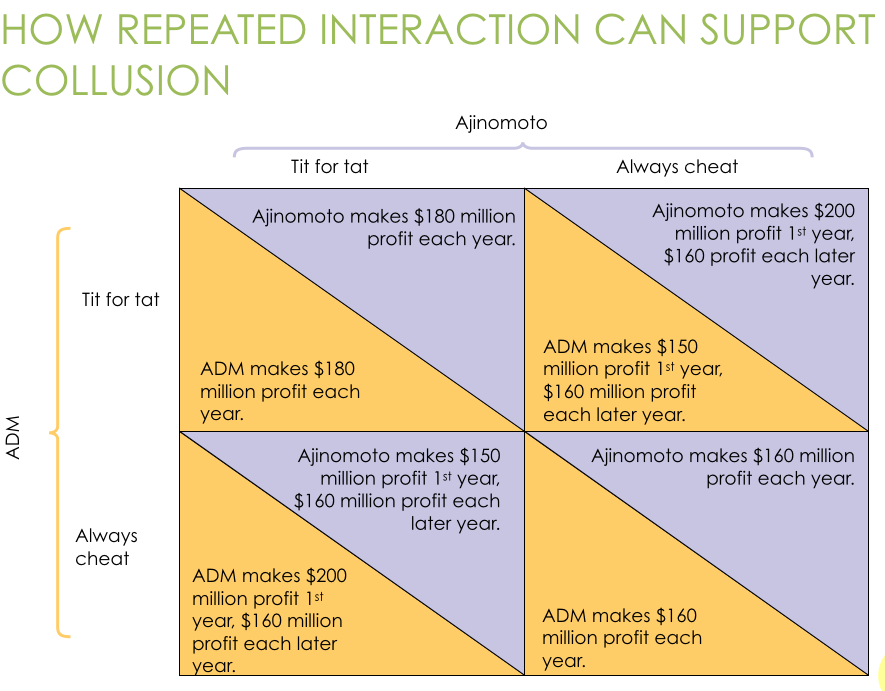 HOW REPEATED INTERACTION CAN SUPPORT
COLLUSION
Ajinomoto
Tit for tat
Always cheat
ADM
Tit for tat
Ajinomoto makes $180 million
profit each year.
ADM makes $180
million profit each
year.
Ajinomoto makes $200
million profit 1st year,
$160 profit each later
year.
ADM makes $150
million profit 1st year,
$160 million profit
each later year.
Always
cheat
Ajinomoto makes $150
million profit 1st year,
$160 million profit each
later year.
ADM makes $200
million profit 1st
year, $160 million
profit each later
year.
Ajinomoto makes $160 million
profit each year.
ADM makes $160
million profit each
year.